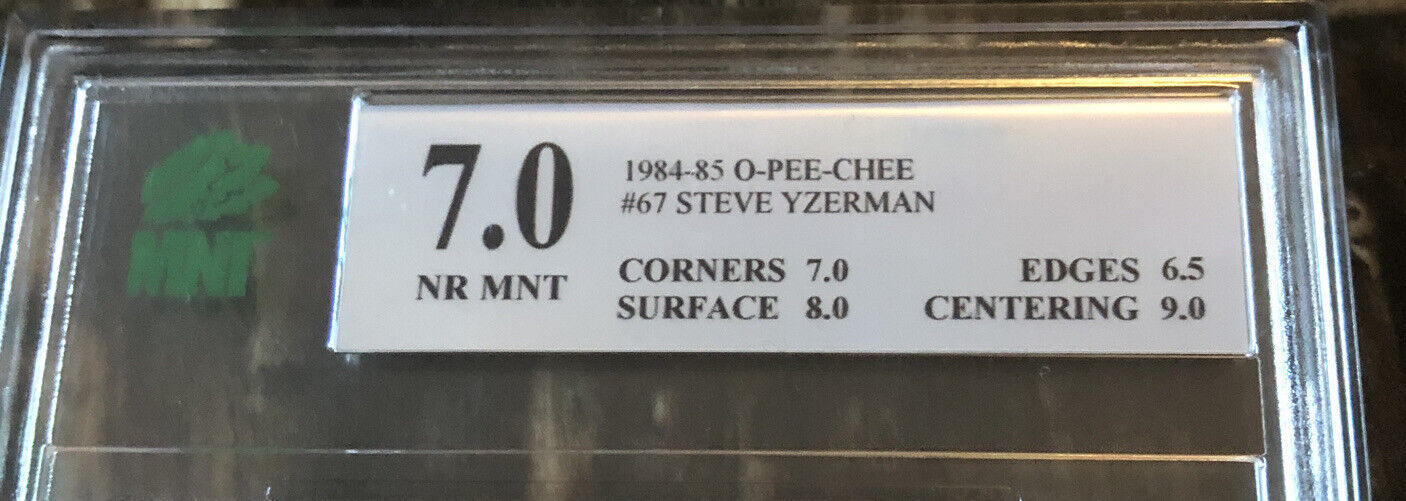 MNT
7.0
NR MNT
1984-85 O-PEE-CHEE
#67 STEVE YZERMAN
CORNERS 7.0 EDGES 6.5
SURFACE 8.0 CENTERING 9.0